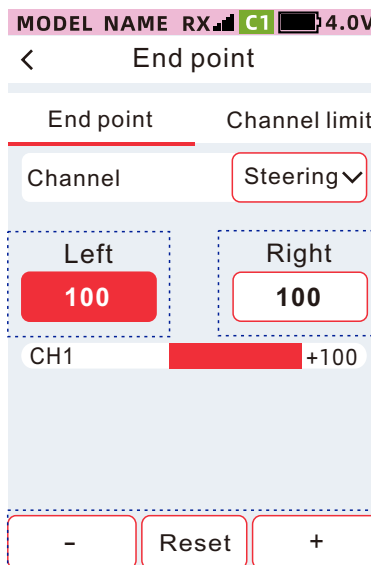 MODEL NAME RX C1 4.0V
< End point
End point Channel limit
Channel Steering
Left Right
100 100
CH1 +100
- Reset +